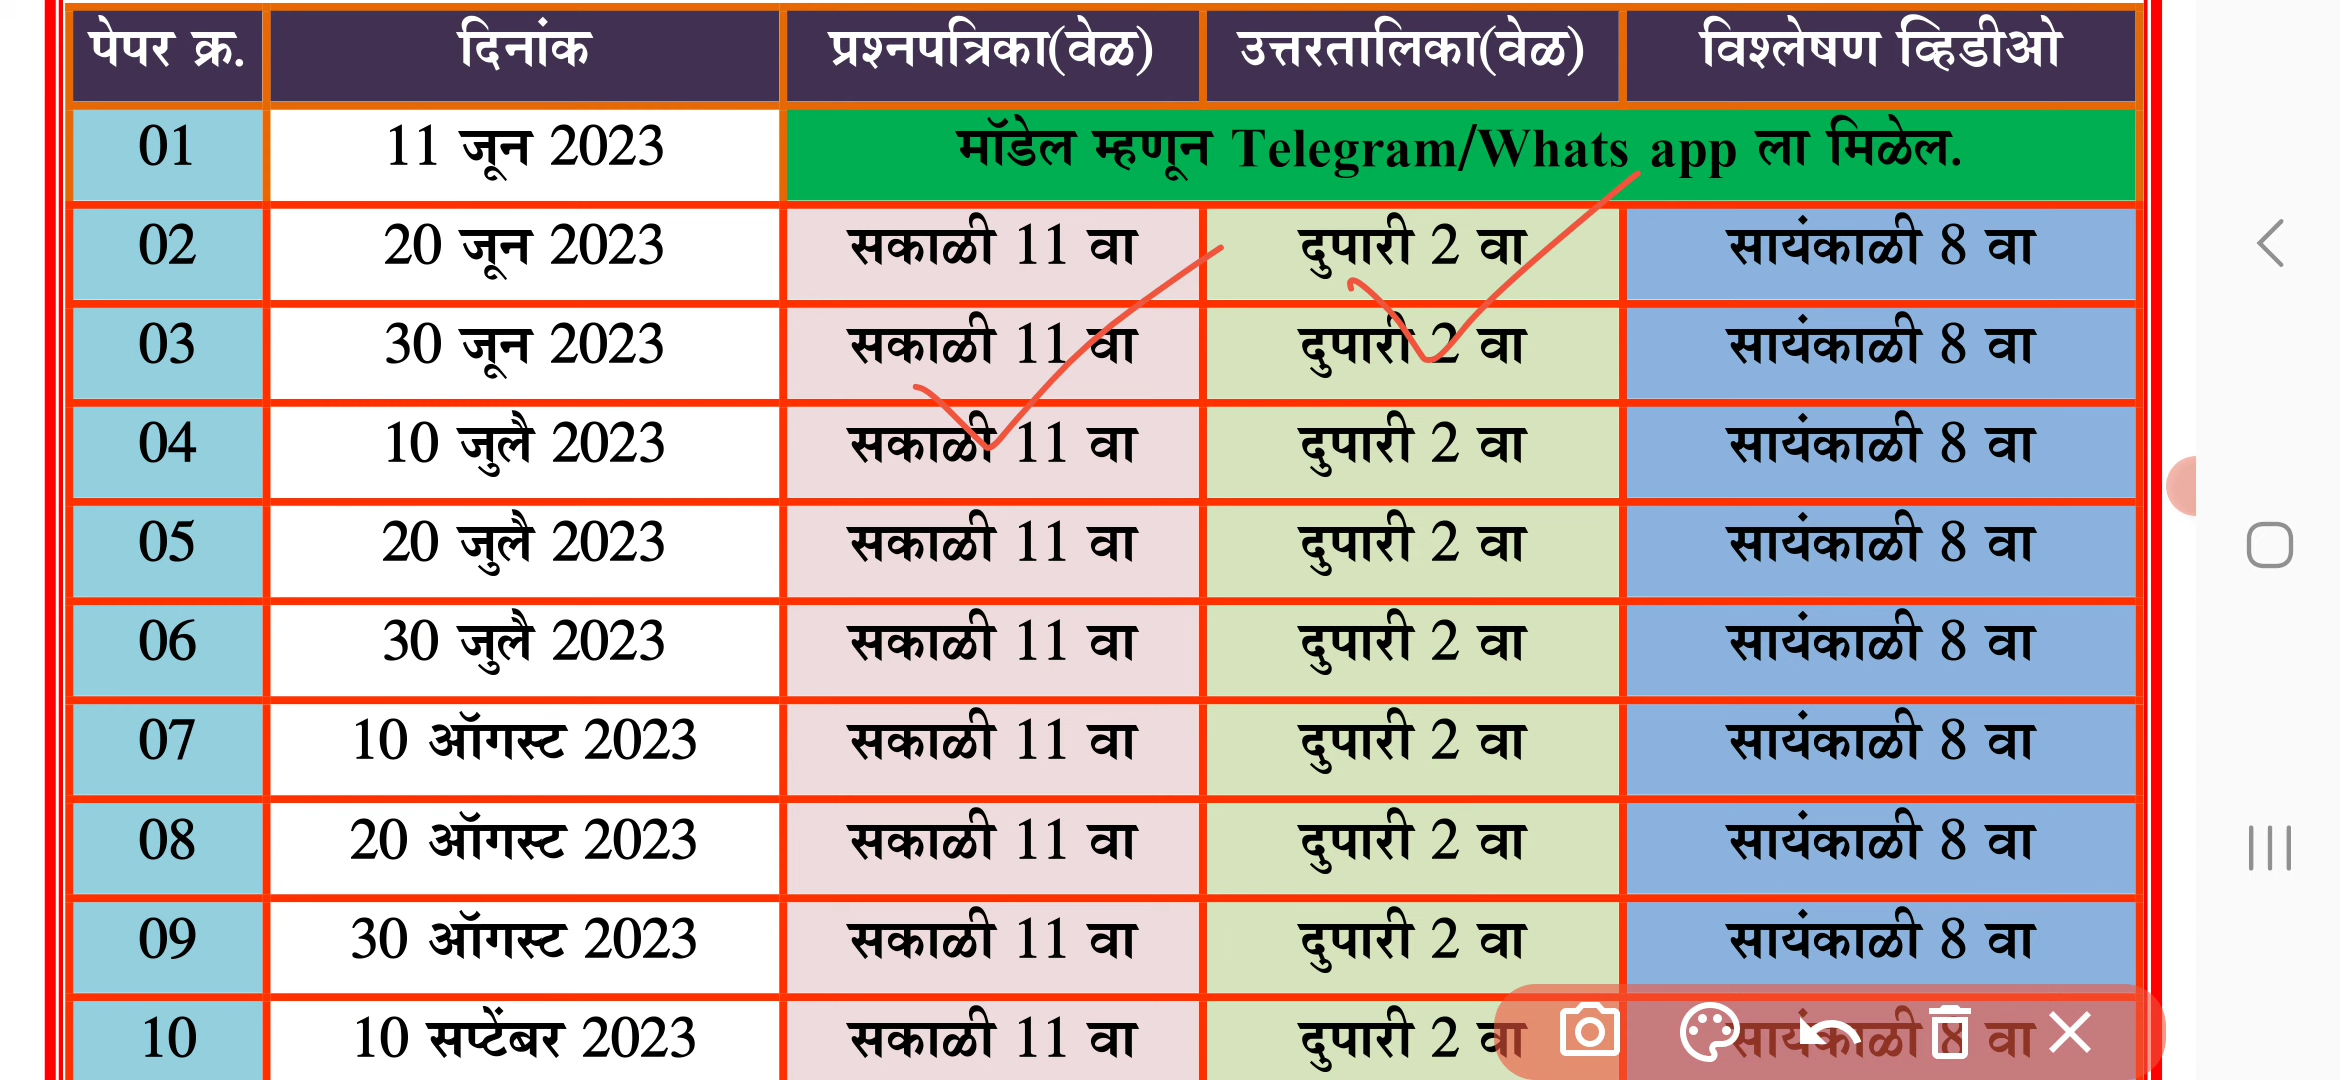 पेपर क्र. दिनांक प्रश्नपत्रिका(वेळ) उत्तरतालिका(वेळ) विश्लेषण व्हिडीओ
01 11 जून 2023 मॉडेल म्हणून Telegram/Whats app ला मिळेल.
02 20 जून 2023 सकाळी 11 वा दुपारी 2 वा सायंकाळी 8 वा
03 30 जून 2023 सकाळी 11 वा दुपारी 2 वा सायंकाळी 8 वा
04 10 जुलै 2023 सकाळी 11 वा दुपारी 2 वा सायंकाळी 8 वा
05 20 जुलै 2023 सकाळी 11 वा दुपारी 2 वा सायंकाळी 8 वा
06 30 जुलै 2023 सकाळी 11 वा दुपारी 2 वा सायंकाळी 8 वा
07 10 ऑगस्ट 2023 सकाळी 11 वा दुपारी 2 वा सायंकाळी 8 वा
08 20 ऑगस्ट 2023 सकाळी 11 वा दुपारी 2 वा सायंकाळी 8 वा
09 30 ऑगस्ट 2023 सकाळी 11 वा दुपारी 2 वा सायंकाळी 8 वा
10 10 सप्टेंबर 2023 सकाळी 11 वा दुपारी 2 वा सायंकाळी 8 वा